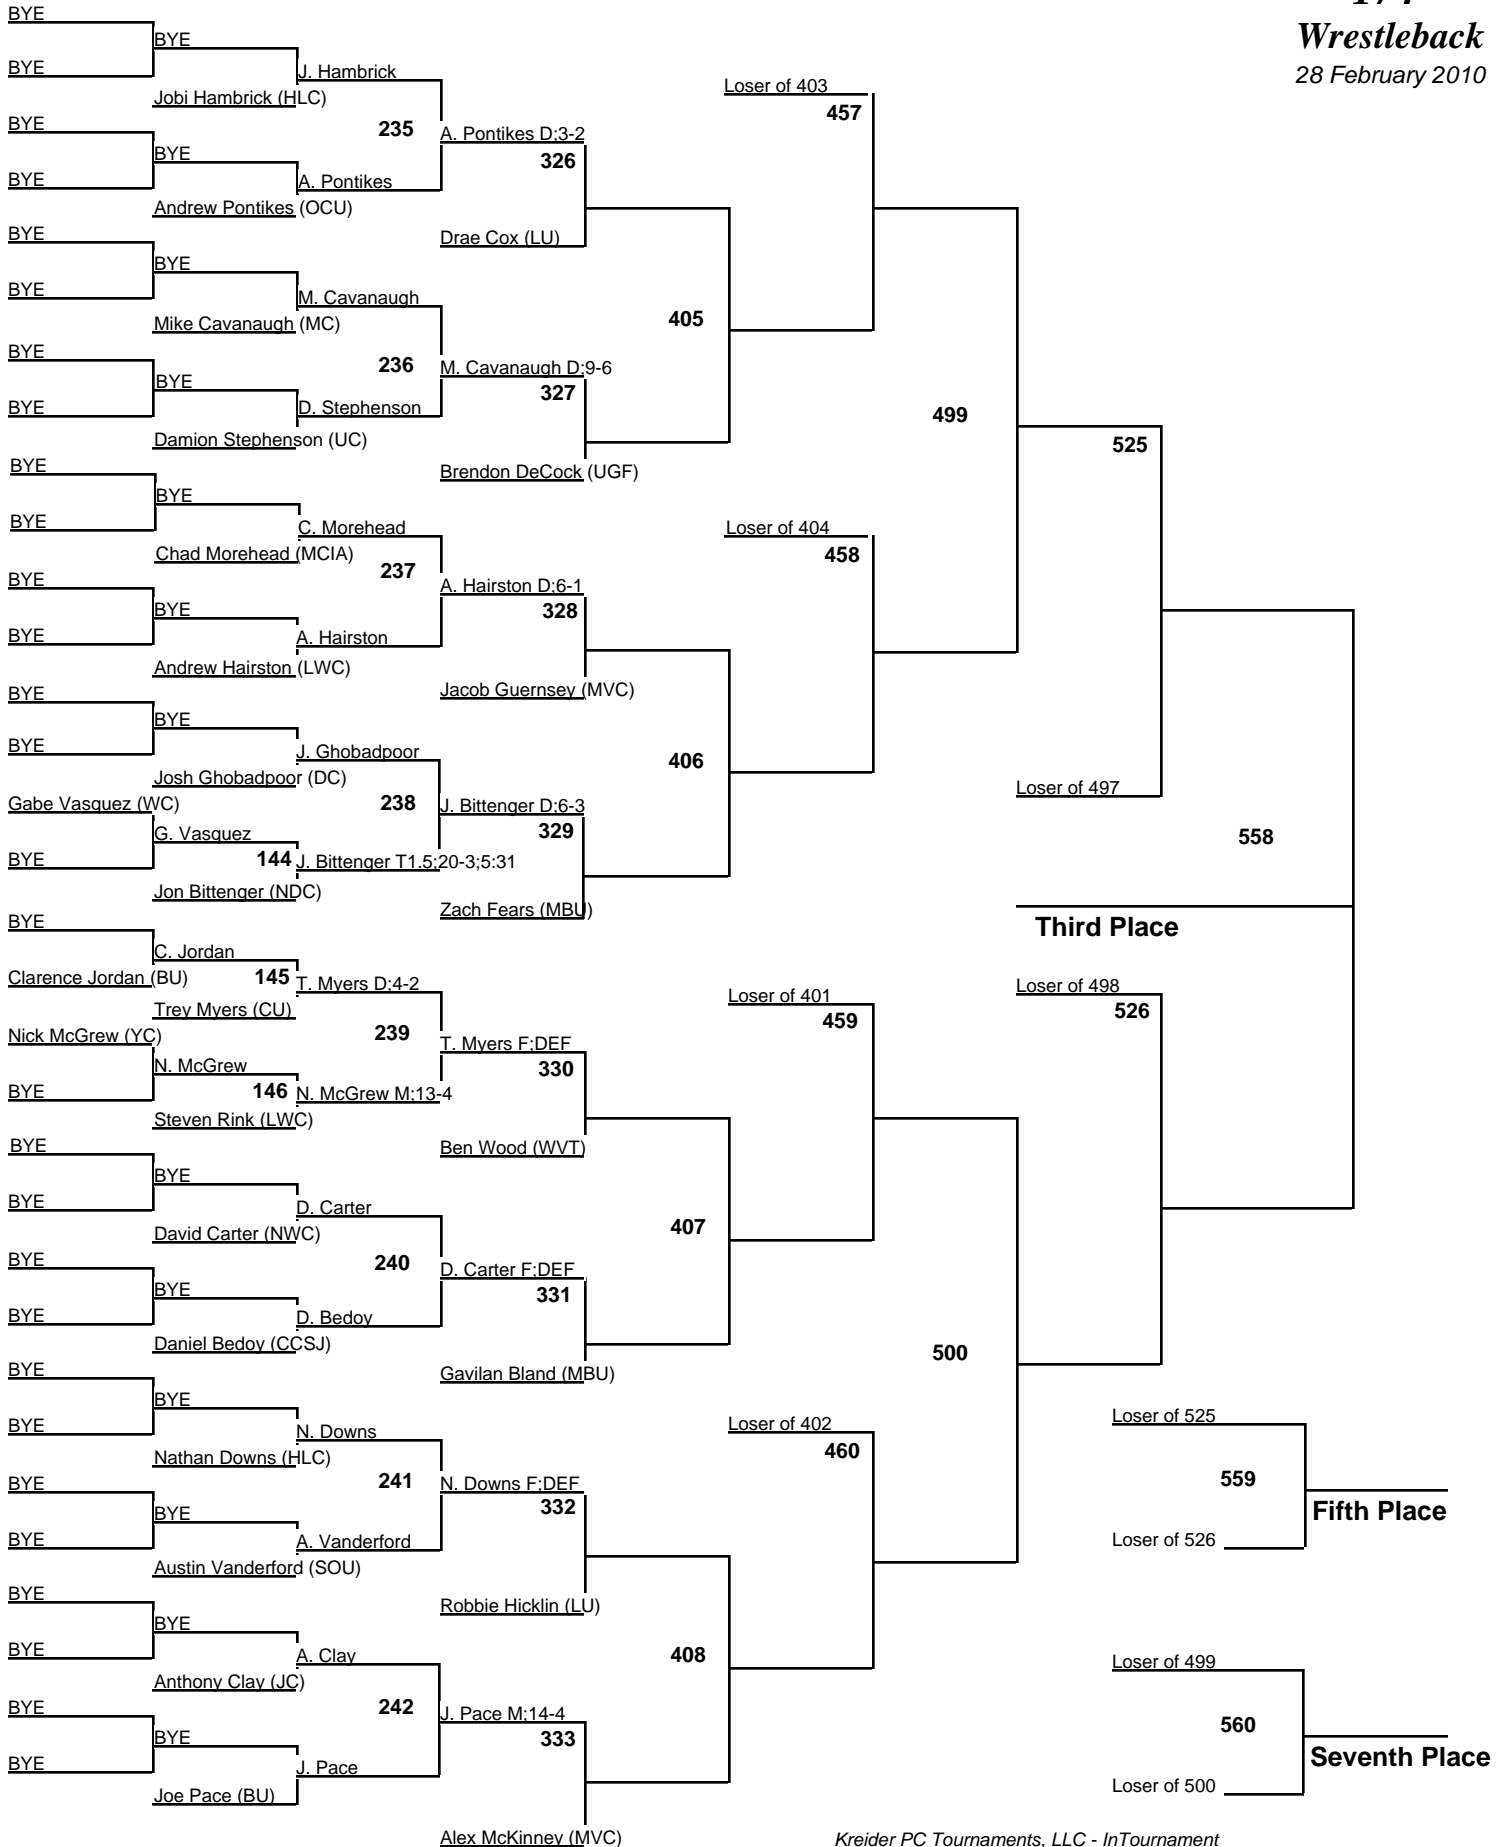 Wrestleback
28 February 2010
BYE
BYE
BYE
J. Hambrick
Jobi Hambrick (HLC)
235
BYE
BYE
BYE
A. Pontikes
Andrew Pontikes (OCU)
A. Pontikes D;3-2
326
Drae Cox (LU)
BYE
BYE
BYE
M. Cavanaugh
Mike Cavanaugh (MC)
236
BYE
BYE
BYE
D. Stephenson
Damion Stephenson (UC)
M. Cavanaugh D;9-6
327
Brendon DeCock (UGF)
405
Loser of 403
457
BYE
BYE
BYE
C. Morehead
Chad Morehead (MCIA)
237
BYE
BYE
BYE
A. Hairston
Andrew Hairston (LWC)
A. Hairston D;6-1
328
Jacob Guernsey (MVC)
BYE
BYE
BYE
J. Ghobadpoor
Josh Ghobadpoor (DC)
238
Gabe Vasquez (WC)
G. Vasquez
BYE
144
J. Bittenger T1.5;20-3;5:31
Jon Bittenger (NDC)
J. Bittenger D;6-3
329
Zach Fears (MBU)
406
Loser of 404
458
499
525
Loser of 497
558
Third Place
BYE
C. Jordan
Clarence Jordan (BU)
145
T. Myers D;4-2
Trey Myers (CU)
239
Nick McGrew (YC)
N. McGrew
BYE
146
N. McGrew M;13-4
Steven Rink (LWC)
T. Myers F;DEF
330
Ben Wood (WVT)
BYE
BYE
BYE
D. Carter
David Carter (NWC)
240
BYE
BYE
BYE
D. Bedoy
Daniel Bedoy (CCSJ)
D. Carter F;DEF
331
Gavilan Bland (MBU)
407
Loser of 401
459
Loser of 498
526
BYE
BYE
BYE
N. Downs
Nathan Downs (HLC)
241
BYE
BYE
BYE
A. Vanderford
Austin Vanderford (SOU)
N. Downs F;DEF
332
Robbie Hicklin (LU)
BYE
BYE
BYE
A. Clay
Anthony Clay (JC)
242
BYE
BYE
BYE
J. Pace
Joe Pace (BU)
J. Pace M;14-4
333
Alex McKinney (MVC)
408
Loser of 402
460
500
Loser of 525
559
Fifth Place
Loser of 526
Loser of 499
560
Seventh Place
Loser of 500
Kreider PC Tournaments, LLC - InTournament